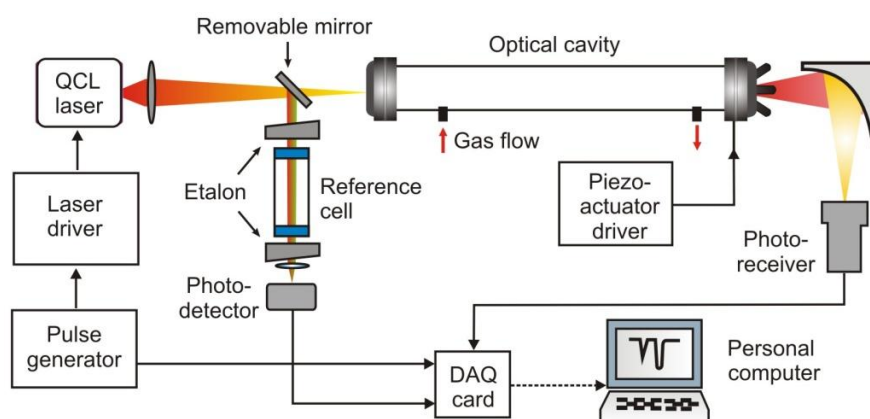 Removable mirror
QCL
laser
Optical cavity
Gas flow
Etalon
Reference
cell
Laser
driver
Piezo-
actuator
driver
Photo-
receiver
Photo-
detector
Pulse
generator
DAQ
card
Personal
computer